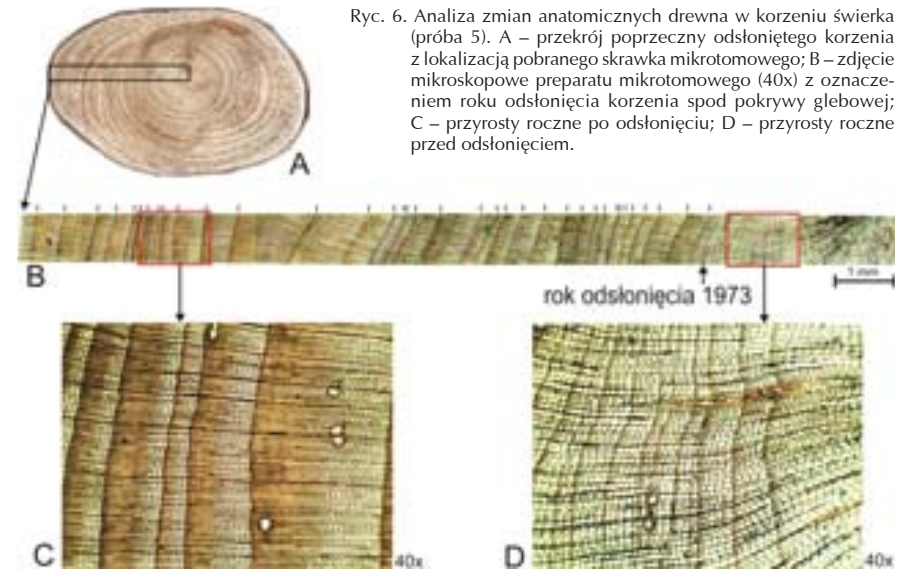 Ryc. 6. Analiza zmian anatomicznych drewna w korzeniu świerka
(próba 5). A – przekrój poprzeczny odsłoniętego korzenia
z lokalizacją pobranego skrawka mikrotomowego; B – zdjęcie
mikroskopowe preparatu mikrotomowego (40x) z oznacze-
niem roku odsłonięcia korzenia spod pokrywy glebowej;
C – przyrosty roczne po odsłonięciu; D – przyrosty roczne
przed odsłonięciem.
A
B
1 mm
rok odsłonięcia 1973
C
40x
D
40x